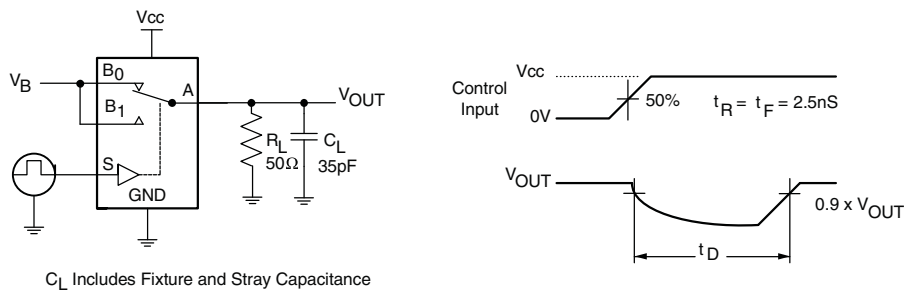 Vcc
VB
B0
B1
A
VOUT
S
GND
RL
50Ω
CL
35pF
CL Includes Fixture and Stray Capacitance
Control
Input
Vcc
0V
50%
tR = tF = 2.5nS
VOUT
0.9 x VOUT
tD